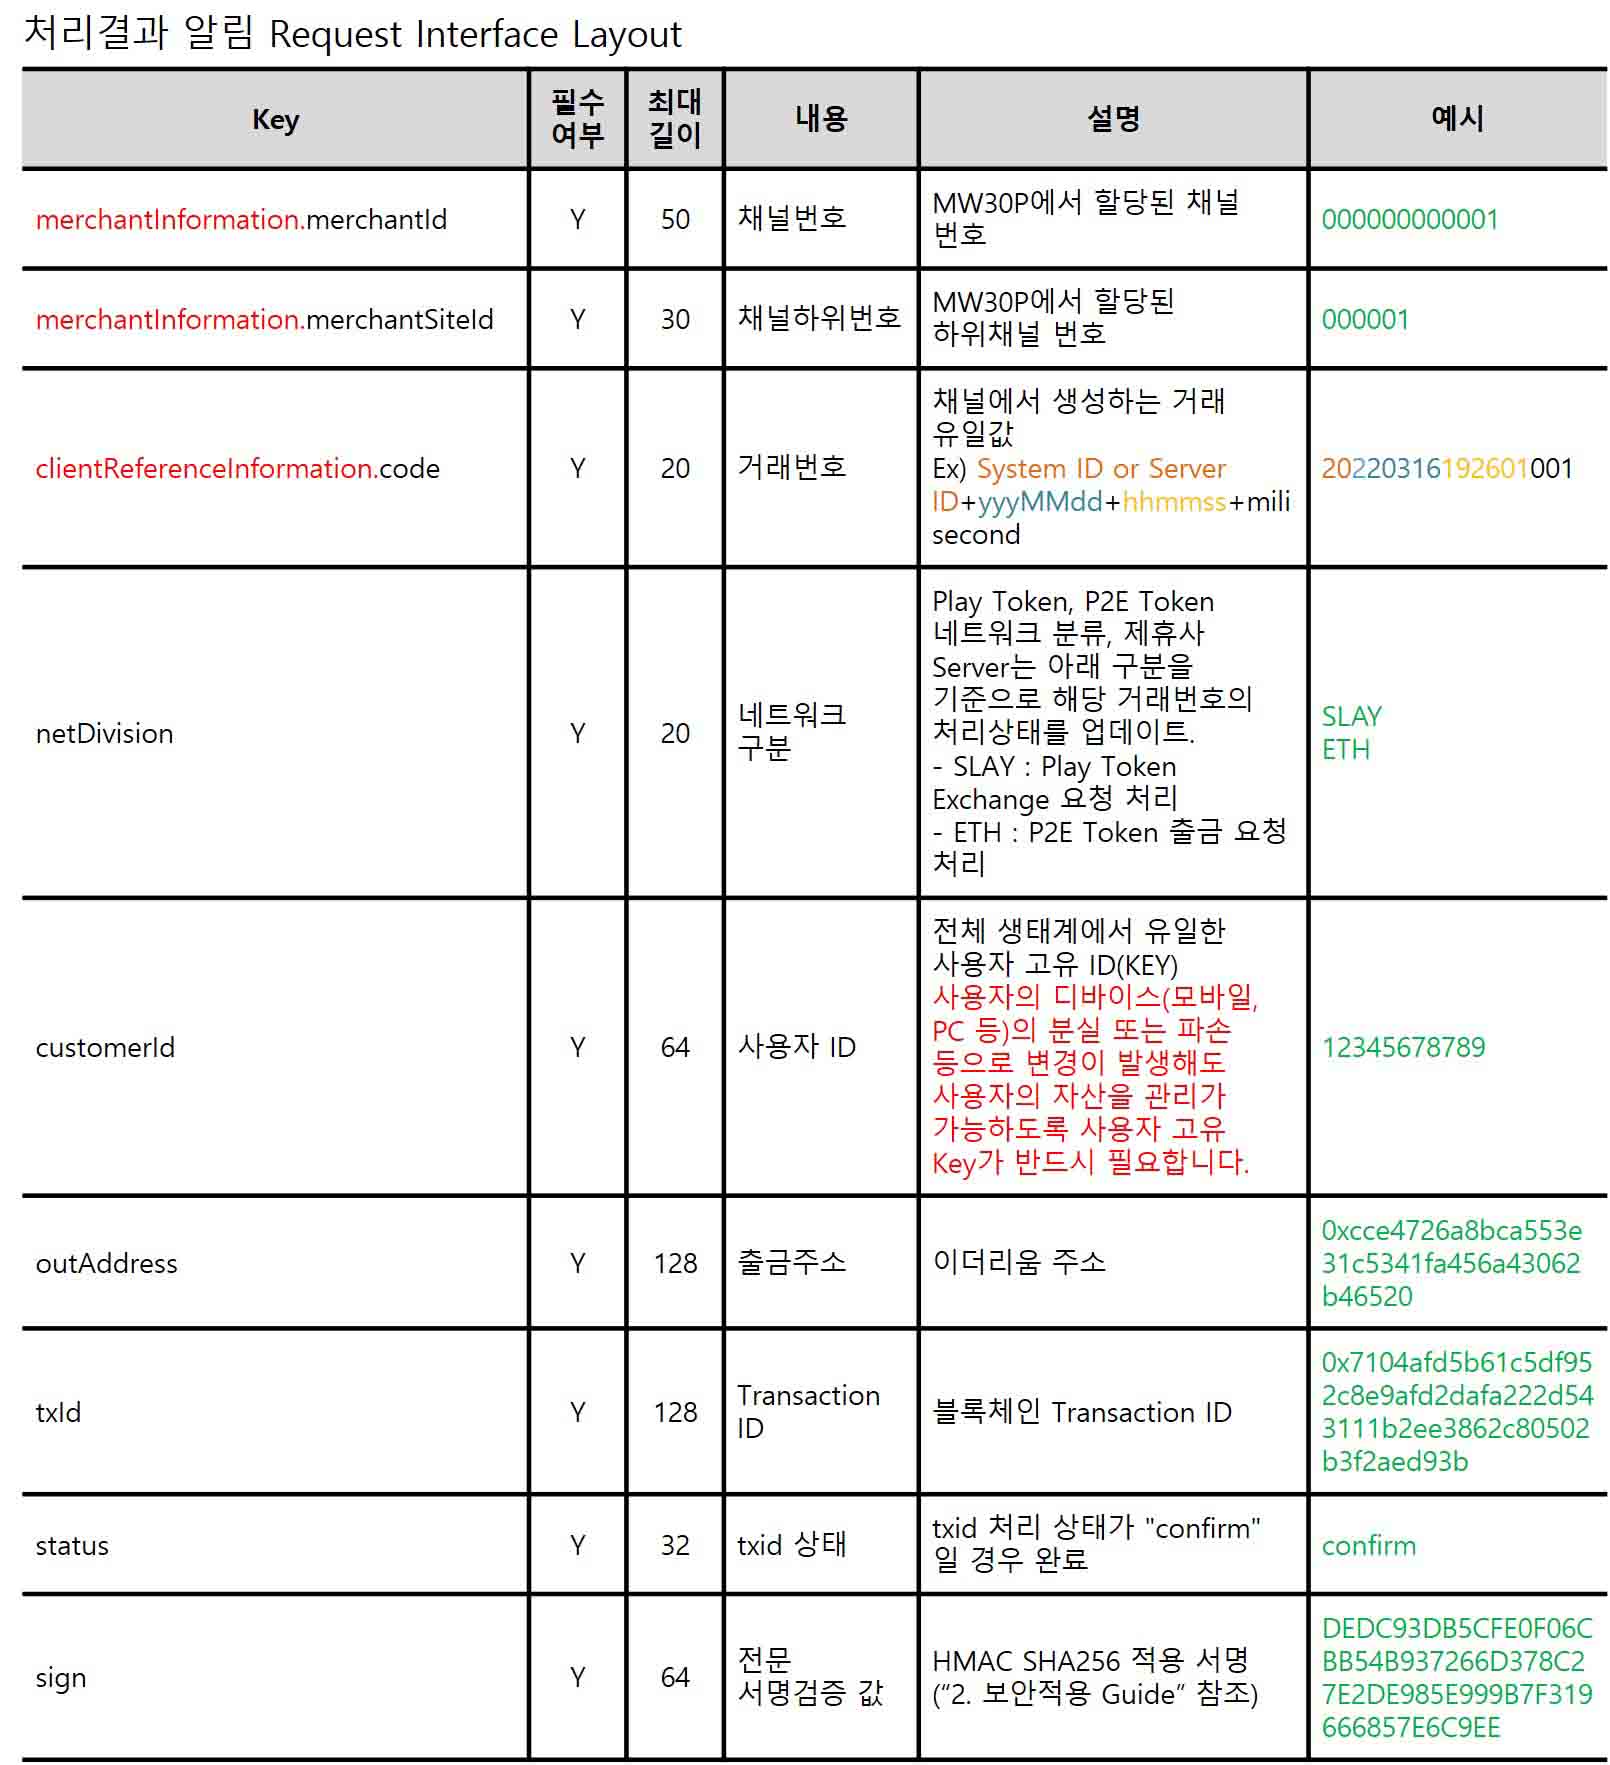 처리결과 알림 Request Interface Layout
Key
필수
여부
최대
길이
내용
설명
예시
merchantInformation.merchantId
Y
50
채널번호
MW30P에서 할당된 채널
번호
000000000001
merchantInformation.merchantSiteId
Y
30
채널하위번호
MW30P에서 할당된
하위채널 번호
000001
clientReferenceInformation.code
Y
20
거래번호
채널에서 생성하는 거래
유일값
Ex) System ID or Server
ID+yyyMMdd+hhmmss+mili
second
20220316192601001
netDivision
Y
20
네트워크
구분
Play Token, P2E Token
네트워크 분류, 제휴사
Server는 아래 구분을
기준으로 해당 거래번호의
처리상태를 업데이트.
- SLAY : Play Token
Exchange 요청 처리
- ETH : P2E Token 출금 요청
처리
SLAY
ETH
customerId
Y
64
사용자 ID
전체 생태계에서 유일한
사용자 고유 ID(KEY)
사용자의 디바이스(모바일,
PC 등)의 분실 또는 파손
등으로 변경이 발생해도
사용자의 자산을 관리가
가능하도록 사용자 고유
Key가 반드시 필요합니다.
12345678789
outAddress
Y
128
출금주소
이더리움 주소
0xcce4726a8bca553e
31c5341fa456a43062
b46520
txId
Y
128
Transaction
ID
블록체인 Transaction ID
0x7104afd5b61c5df95
2c8e9afd2dafa222d54
3111b2ee3862c80502
b3f2aed93b
status
Y
32
txid 상태
txid 처리 상태가 "confirm"
일 경우 완료
confirm
sign
Y
64
전문
서명검증 값
HMAC SHA256 적용 서명
(“2. 보안적용 Guide” 참조)
DEDC93DB5CFE0F06C
BB54B937266D378C2
7E2DE985E999B7F319
666857E6C9EE